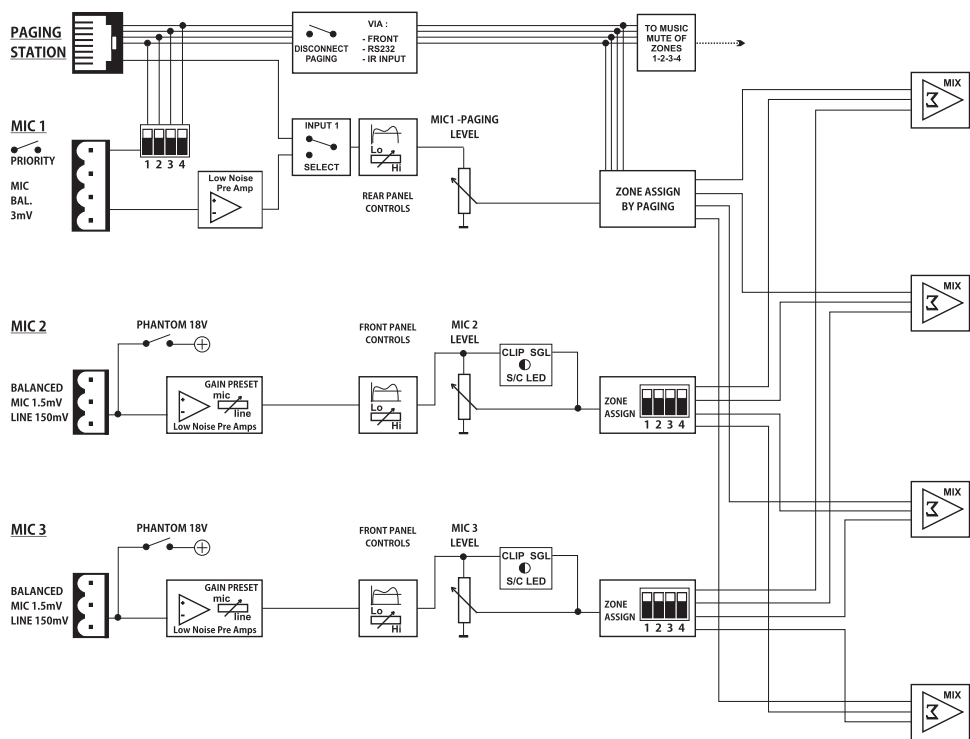 PAGING
STATION
DISCONNECT
PAGING
VIA :
- FRONT
- RS232
- IR INPUT
TO MUSIC
MUTE OF
ZONES
1-2-3-4
MIX
Σ
MIC 1
PRIORITY
MIC
BAL.
3mV
1 2 3 4
Low Noise
Pre Amp
+
-
INPUT 1
SELECT
Lo
Hi
REAR PANEL
CONTROLS
MIC1 -PAGING
LEVEL
ZONE ASSIGN
BY PAGING
MIX
Σ
MIC 2
BALANCED
MIC 1.5mV
LINE 150mV
PHANTOM 18V
+
GAIN PRESET
mic
line
+
-
Low Noise Pre Amps
FRONT PANEL
CONTROLS
Lo
Hi
MIC 2
LEVEL
CLIP SGL
S/C LED
ZONE
ASSIGN
1 2 3 4
MIX
Σ
MIC 3
BALANCED
MIC 1.5mV
LINE 150mV
PHANTOM 18V
+
GAIN PRESET
mic
line
+
-
Low Noise Pre Amps
FRONT PANEL
CONTROLS
Lo
Hi
MIC 3
LEVEL
CLIP SGL
S/C LED
ZONE
ASSIGN
1 2 3 4
MIX
Σ